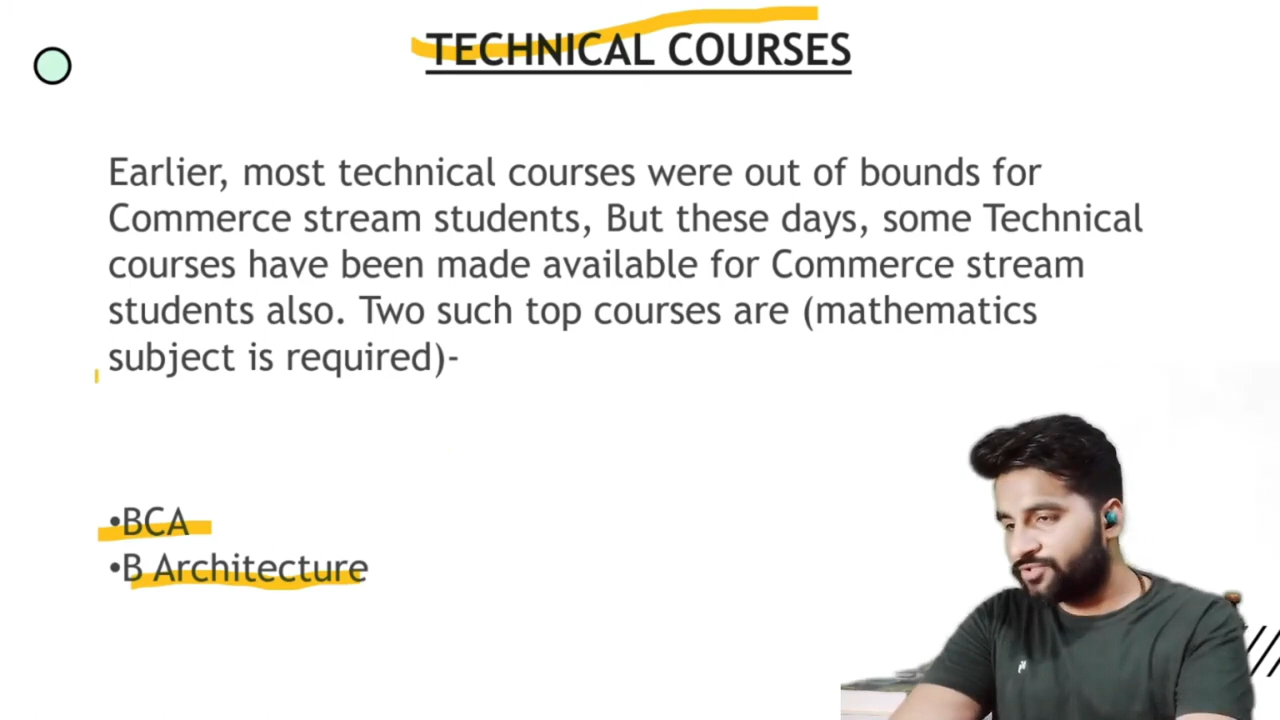 TECHNICAL COURSES
Earlier, most technical courses were out of bounds for
Commerce stream students, But these days, some Technical
courses have been made available for Commerce stream
students also. Two such top courses are (mathematics
subject is required)-
•BCA
•B Architecture